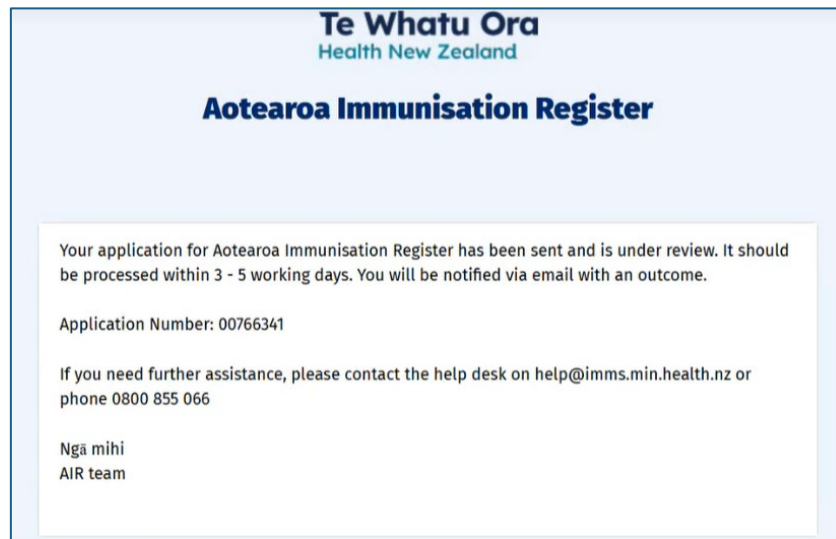 Te Whatu Ora
Health New Zealand
Aotearoa Immunisation Register
Your application for Aotearoa Immunisation Register has been sent and is under review. It should
be processed within 3 - 5 working days. You will be notified via email with an outcome.
Application Number: 00766341
If you need further assistance, please contact the help desk on help@imms.min.health.nz or
phone 0800 855 066
Ngā mihi
AIR team